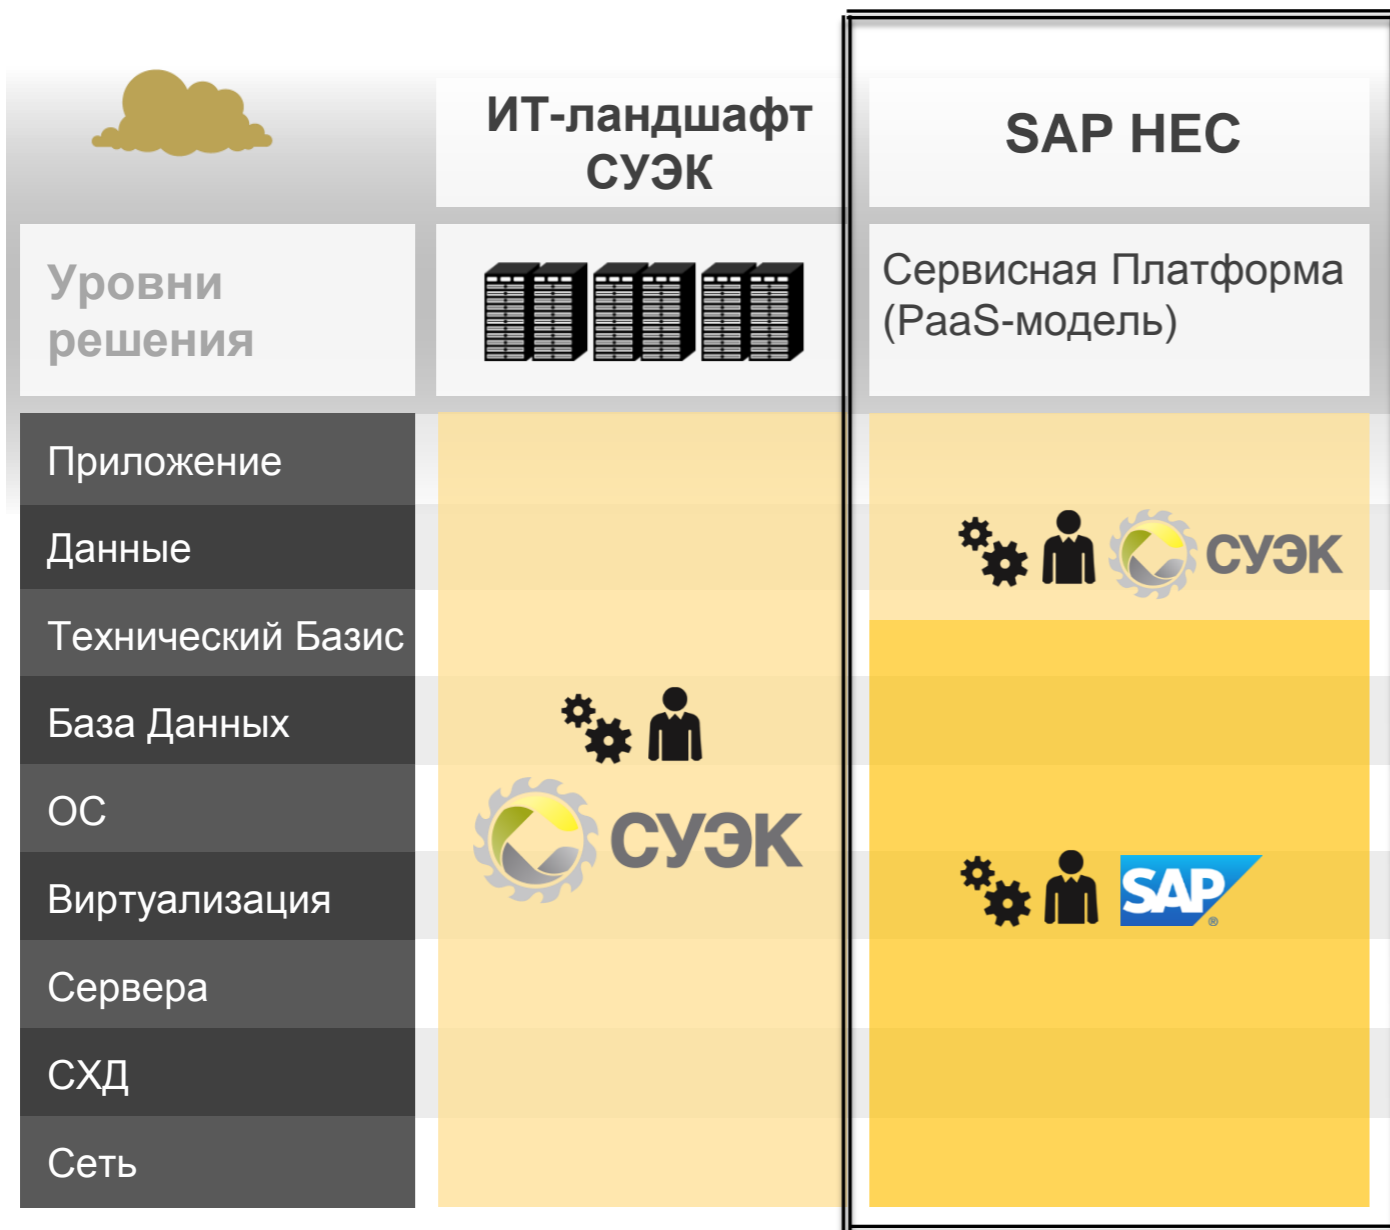 ИТ-ландшафт
СУЭК
SAP HEC
Уровни
решения
Сервисная Платформа
(PaaS-модель)
Приложение
Данные
СУЭК
Технический Базис
База Данных
ОС
СУЭК
Виртуализация
SAP
®
Сервера
СХД
Сеть